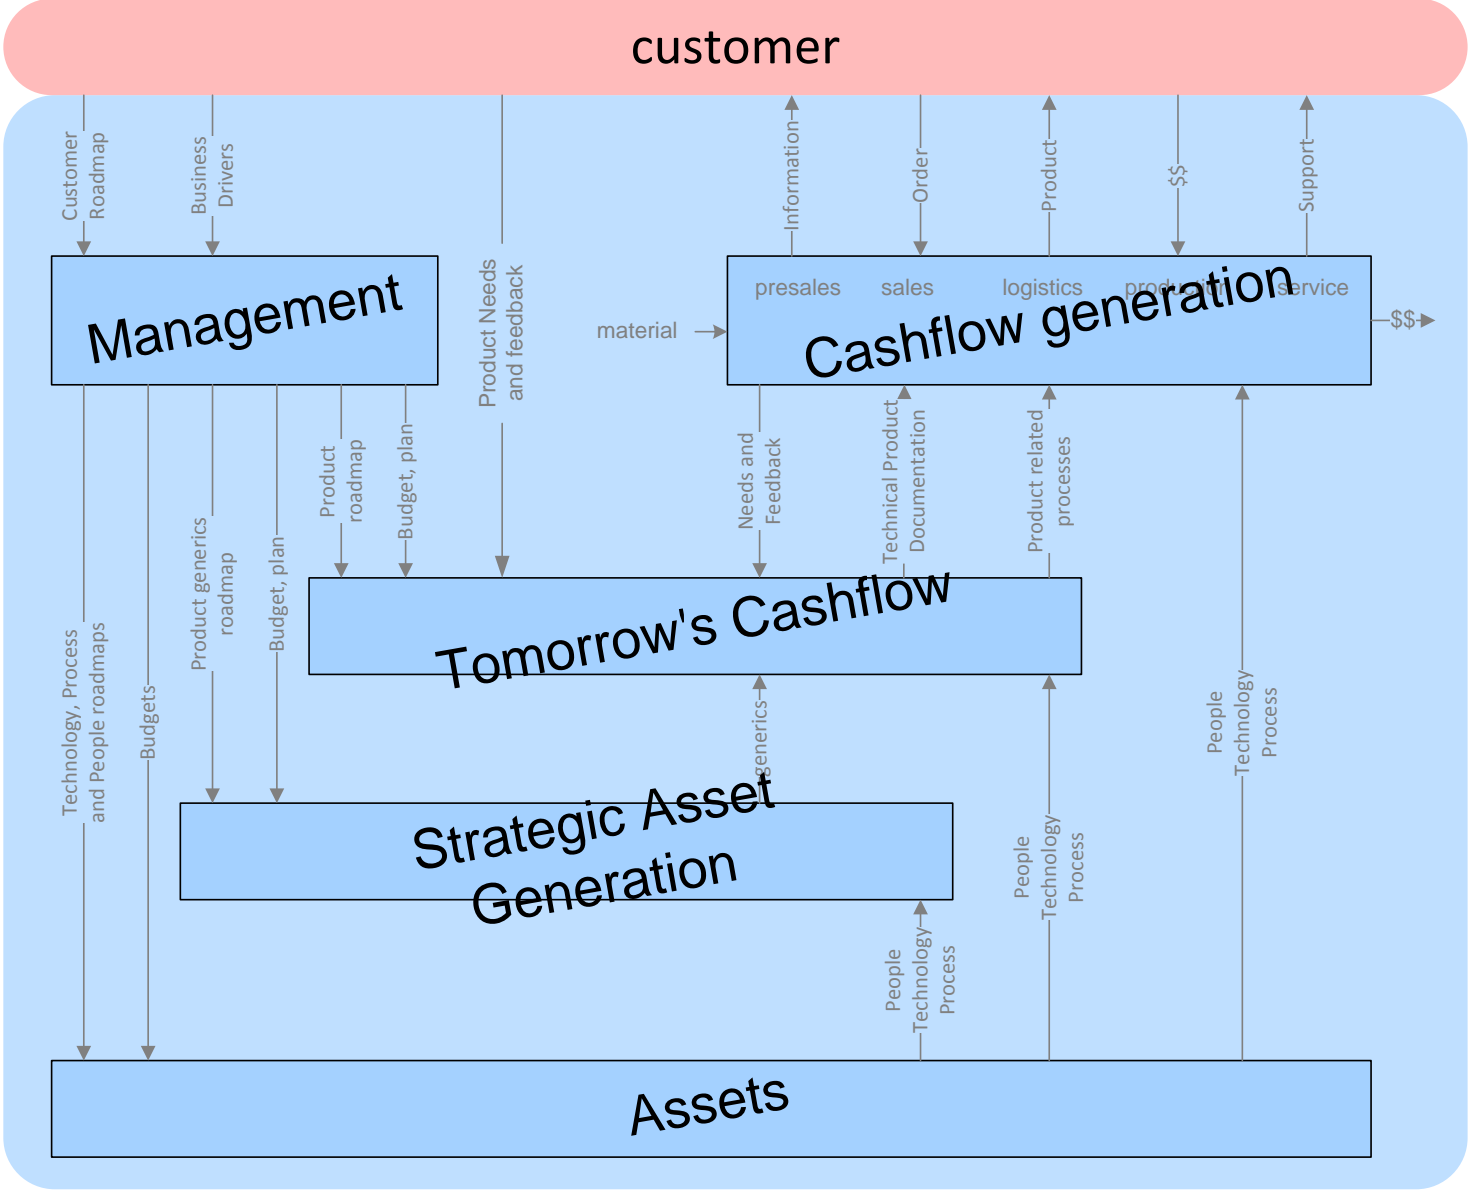 customer
Customer
Roadmap
Business
Drivers
Product Needs
and feedback
Information
Order
Product
$$
Support
Management
presales
sales
logistics
production
service
Cashflow generation
material
$$
Technology, Process
and People roadmaps
Budgets
Product generics
roadmap
Budget, plan
Product
roadmap
Budget, plan
Needs and
Feedback
Technical Product
Documentation
Product related
processes
People
Technology
Process
Tomorrow's Cashflow
generics
People
Technology
Process
Strategic Asset
Generation
People
Technology
Process
Assets